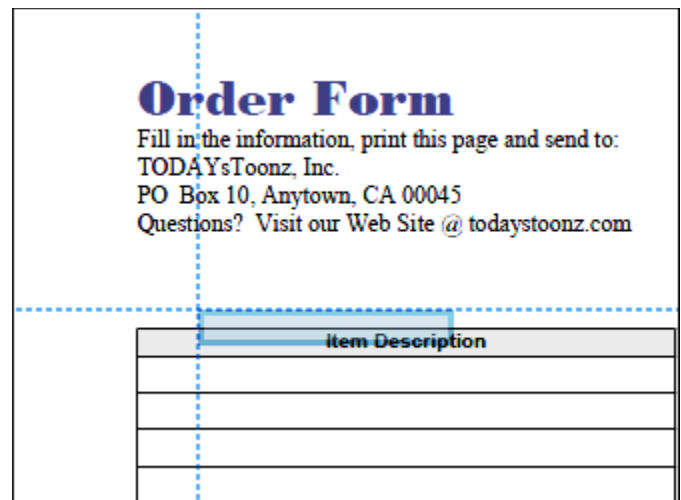 Order Form
Fill in the information, print this page and send to:
TODAYsToonz, Inc.
PO Box 10, Anytown, CA 00045
Questions? Visit our Web Site @ todaystoonz.com
Item Description